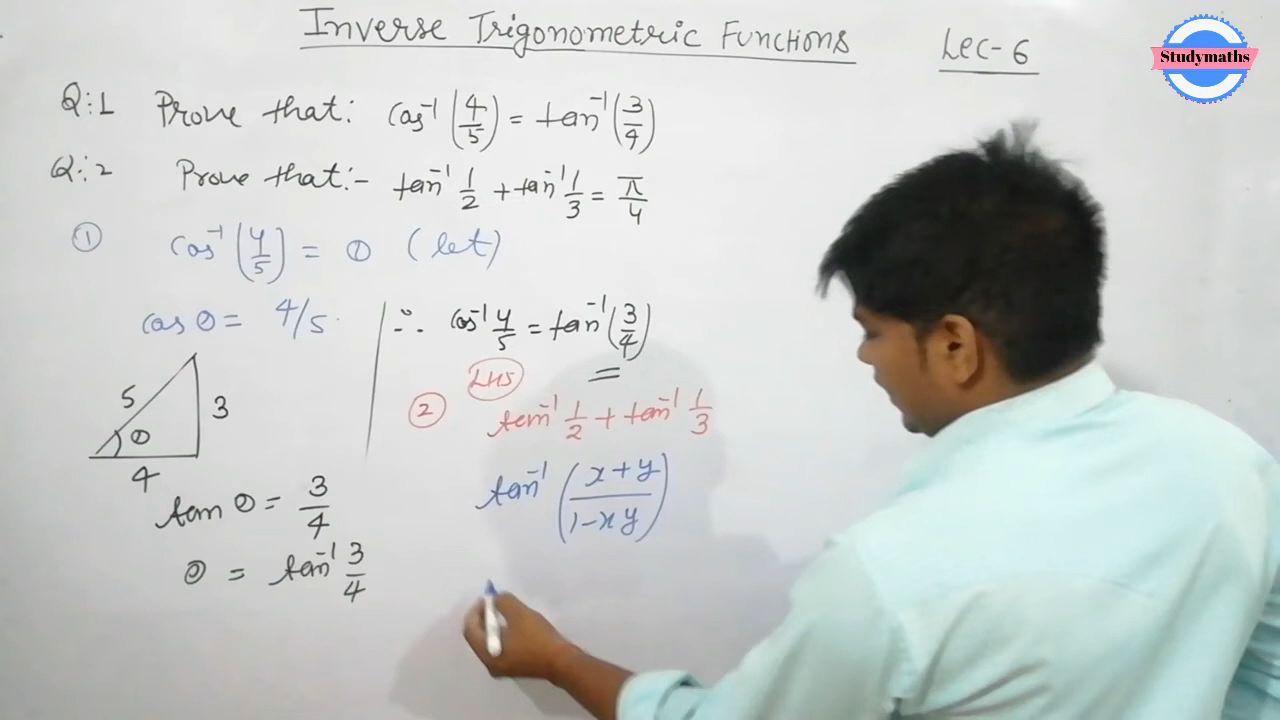 Inverse Trigonometric Functions Lec-6
Studymaths
Q:1 Prove that: cos⁻¹(4/5) = tan⁻¹(3/4)
Q:2 Prove that:- tan⁻¹ 1/2 + tan⁻¹ 1/3 = π/4
① cos⁻¹(4/5) = θ (let)
cos θ = 4/5
5
3
θ
4
tan θ = 3/4
θ = tan⁻¹ 3/4
∴ cos⁻¹ 4/5 = tan⁻¹(3/4)
=
LHS
② tan⁻¹ 1/2 + tan⁻¹ 1/3
tan⁻¹((x+y)/(1-xy))